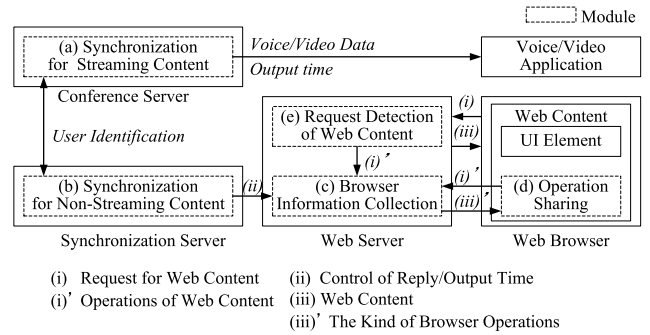 Module
(a) Synchronization
for Streaming Content
Conference Server
Voice/Video Data
Output time
Voice/Video
Application
User Identification
(e) Request Detection
of Web Content
(i)
(iii)
Web Content
UI Element
(i)’
(i)’
(b) Synchronization
for Non-Streaming Content
(ii)
(c) Browser
Information Collection
(iii)’
(d) Operation
Sharing
Synchronization Server
Web Server
Web Browser
(i) Request for Web Content
(i)’ Operations of Web Content
(ii) Control of Reply/Output Time
(iii) Web Content
(iii)’ The Kind of Browser Operations